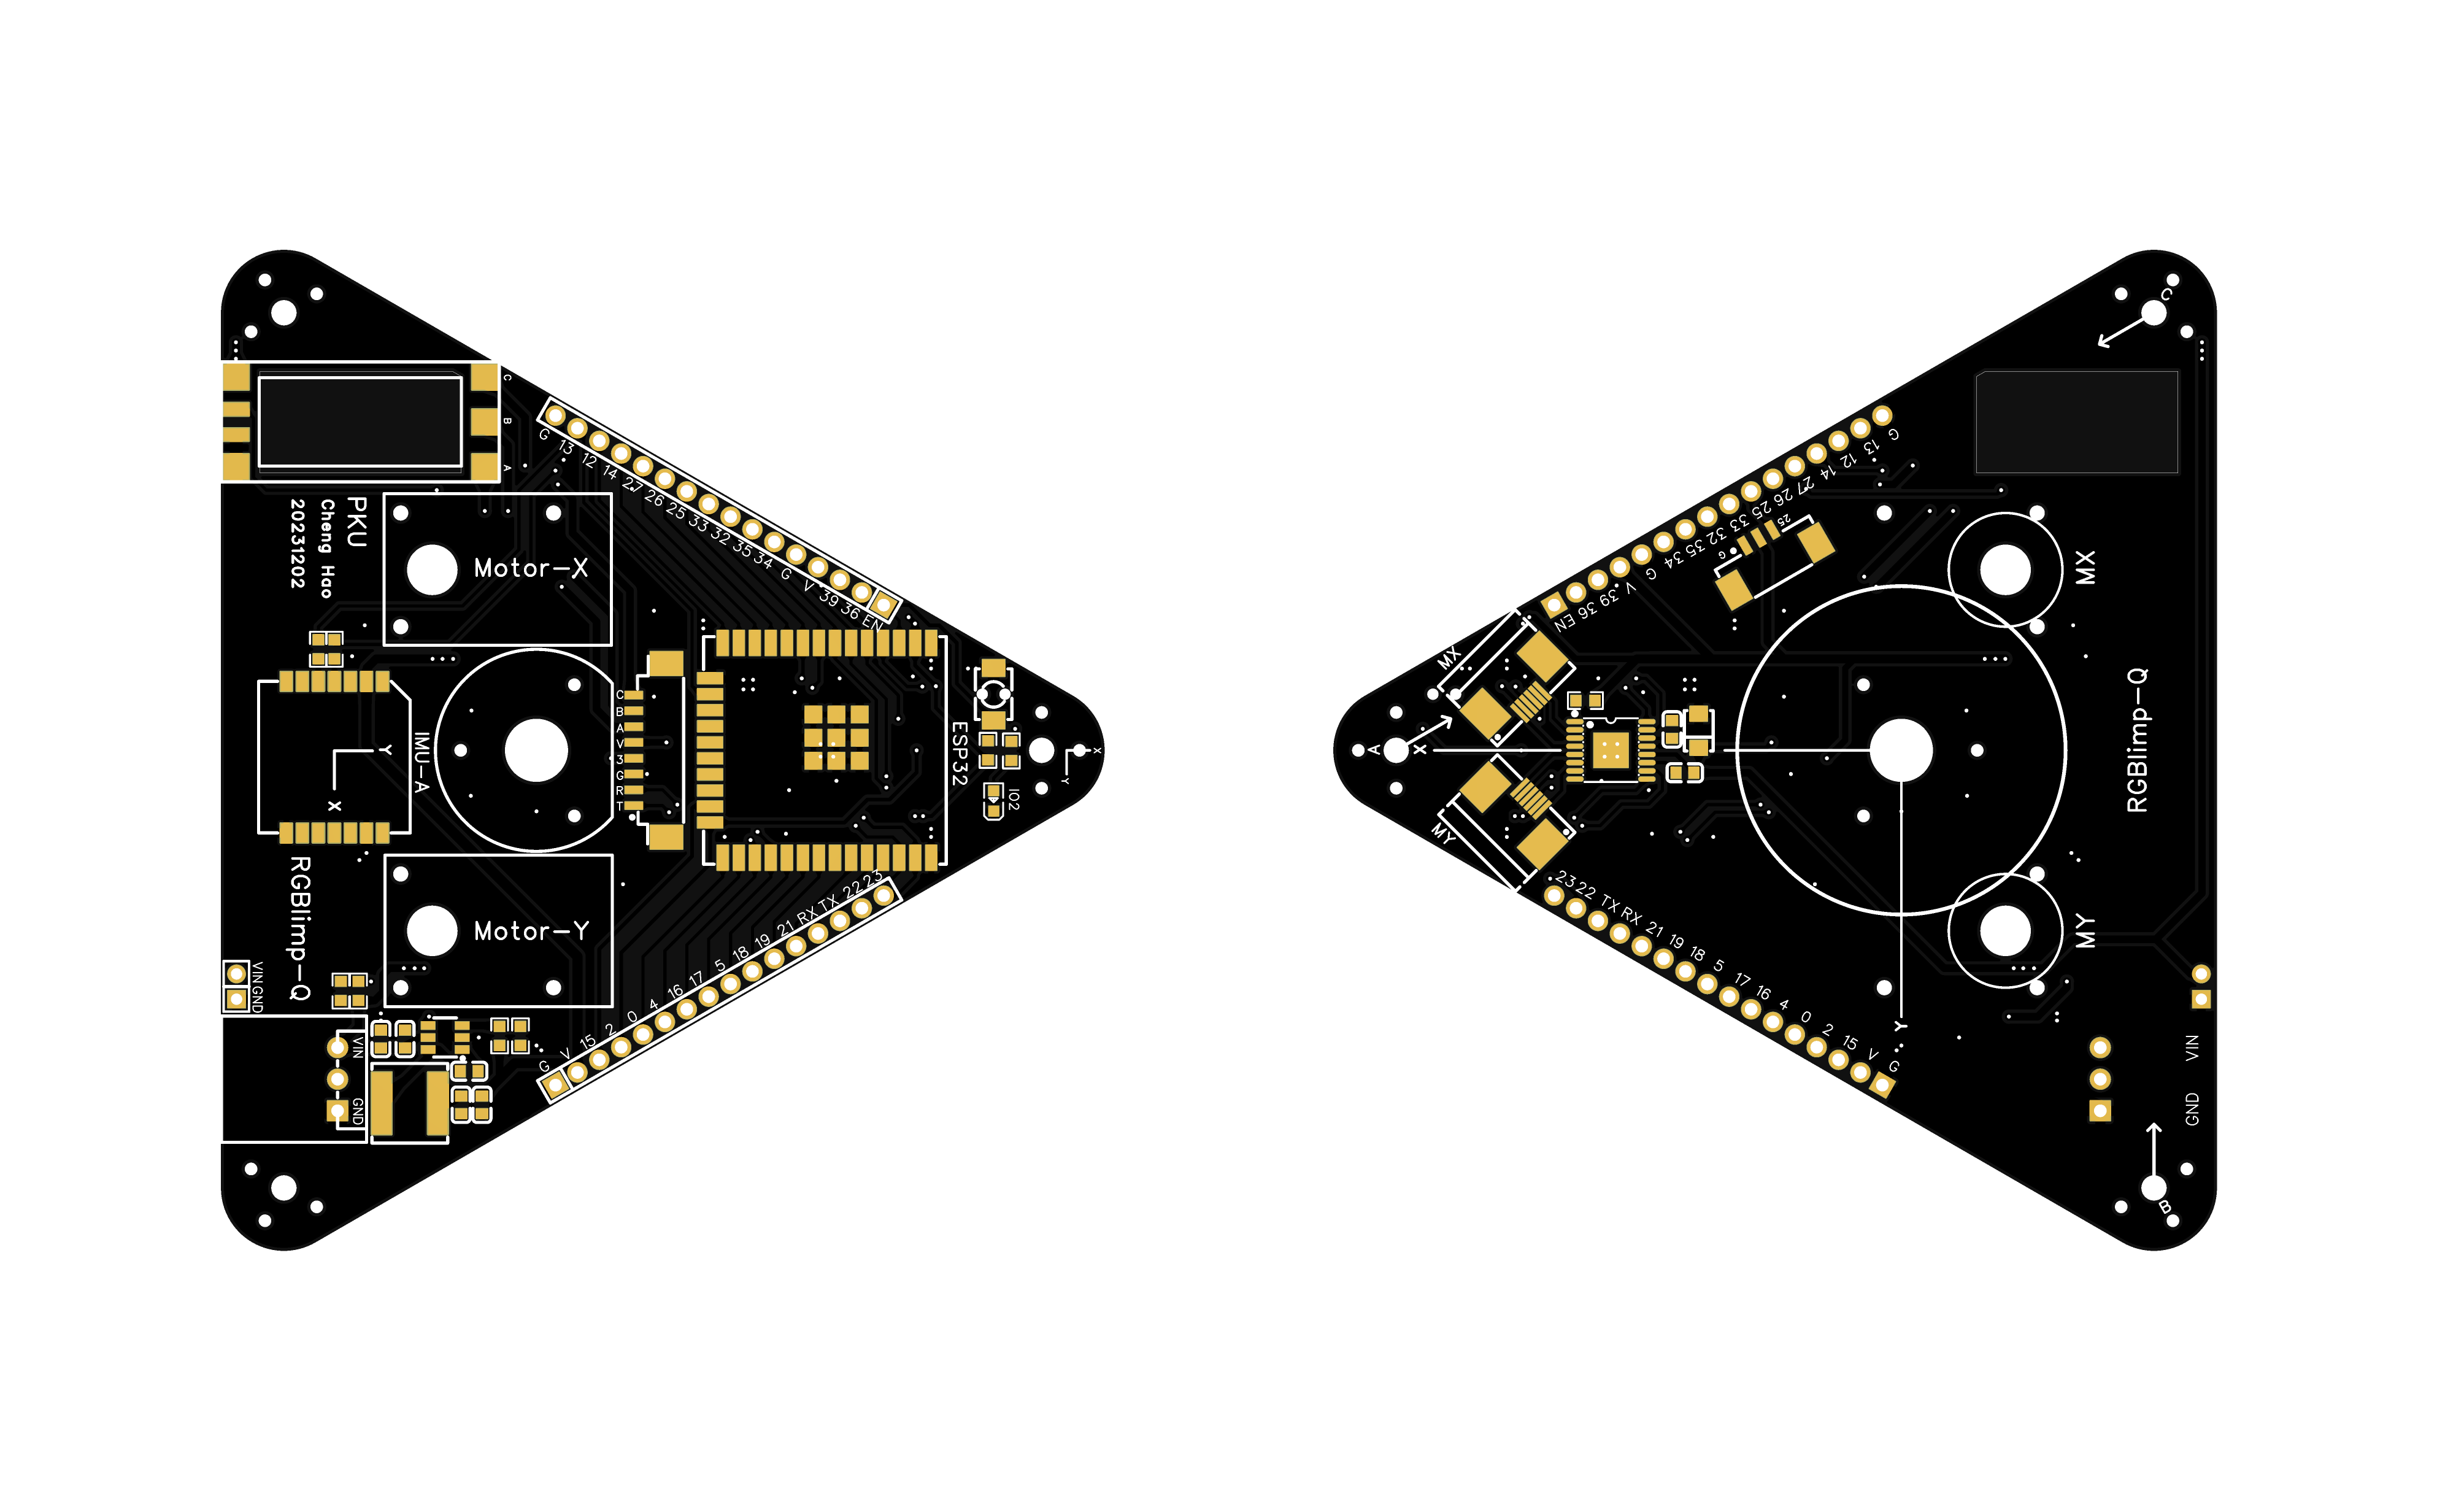 C
B
A
PKU
Cheng Hao
20231202
Motor-X
G 13 12 14 27 26 25 33 32 35 34 G V 39 36 EN
C
B
A
V
3
G
R
T
IMU-A
Y
X
ESP32
IO2
X
Y
RGBlimp-Q
Motor-Y
VIN
GND
VIN
GND
G V 15 2 0 4 16 17 5 18 19 21 RX TX 22 23
C
G 13 12 14 27 26 25 33 32 35 34 G V 39 36 EN
25
G
MX
MX
A
X
MY
MY
RGBlimp-Q
Y
23 22 TX RX 21 19 18 5 17 16 4 0 2 15 V G
VIN
GND
B